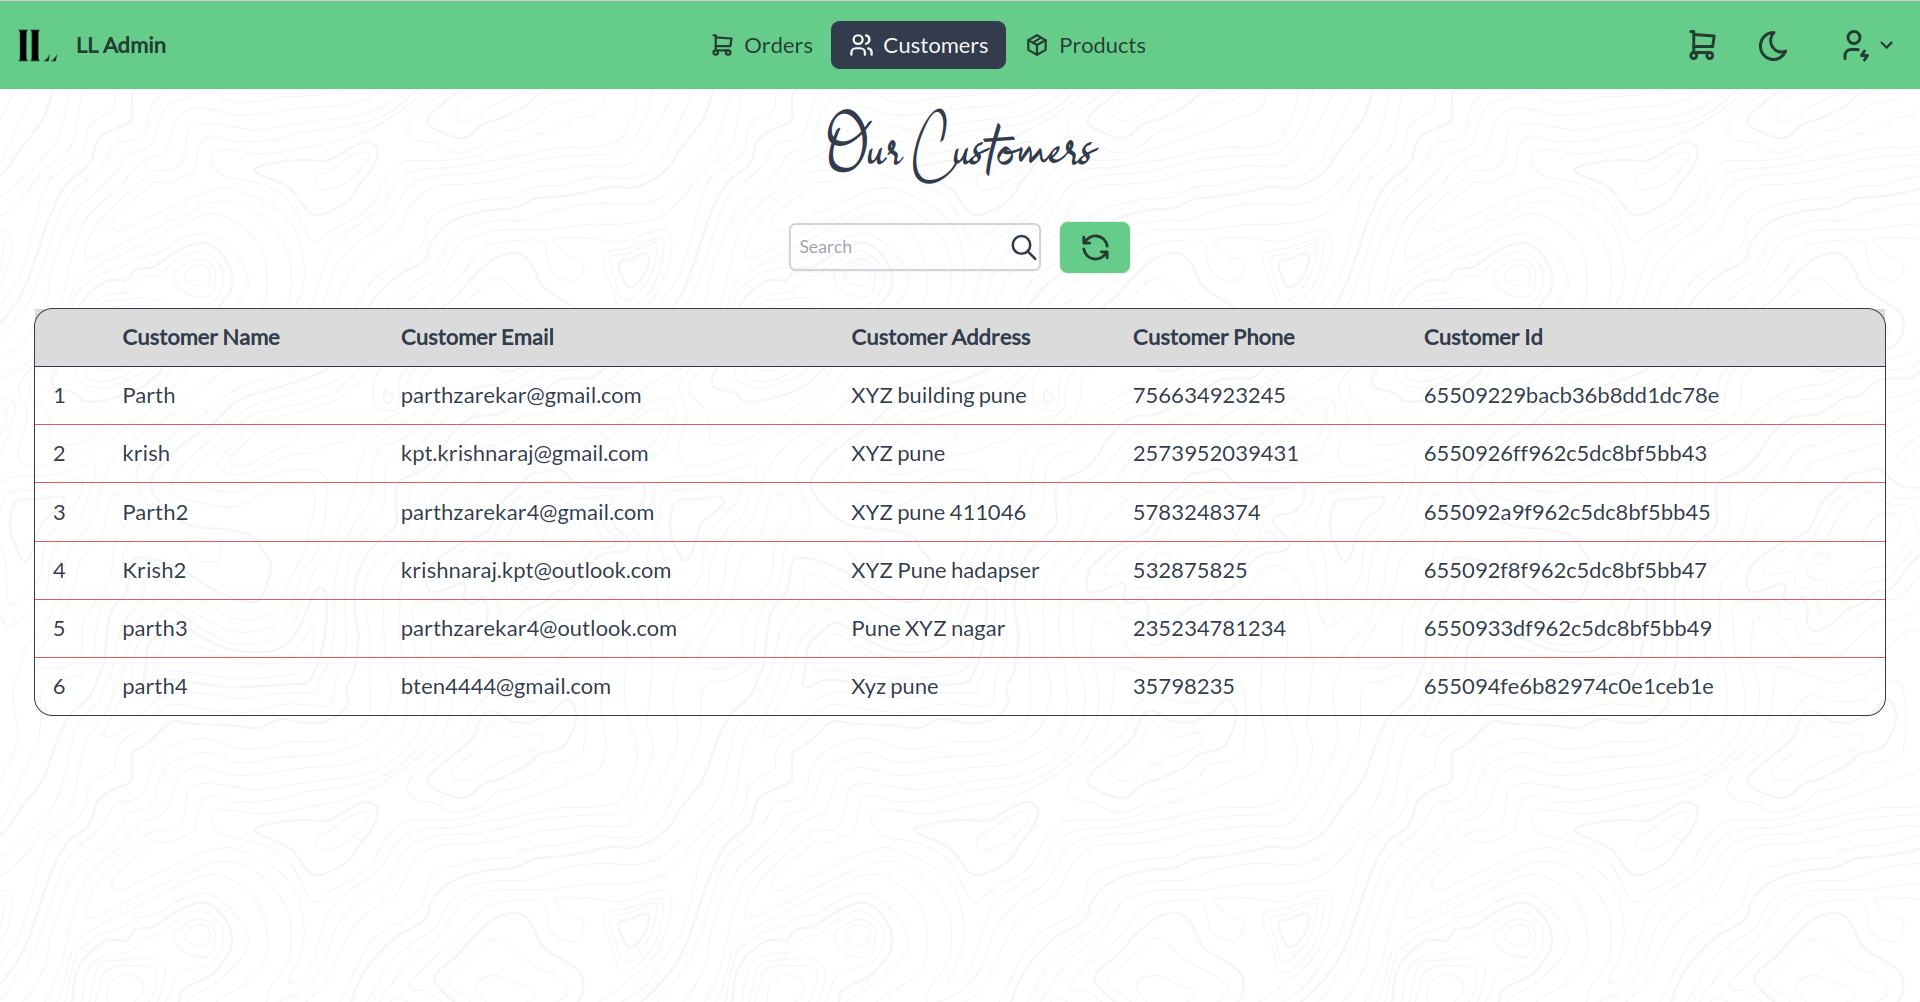 LL.. LL Admin Orders Customers Products
Our Customers
Search
Customer Name Customer Email Customer Address Customer Phone Customer Id
1 Parth parthzarekar@gmail.com XYZ building pune 756634923245 65509229bacb36b8dd1dc78e
2 krish kpt.krishnaraj@gmail.com XYZ pune 2573952039431 6550926ff962c5dc8bf5bb43
3 Parth2 parthzarekar4@gmail.com XYZ pune 411046 5783248374 655092a9f962c5dc8bf5bb45
4 Krish2 krishnaraj.kpt@outlook.com XYZ Pune hadapser 532875825 655092f8f962c5dc8bf5bb47
5 parth3 parthzarekar4@outlook.com Pune XYZ nagar 235234781234 6550933df962c5dc8bf5bb49
6 parth4 bten4444@gmail.com Xyz pune 35798235 655094fe6b82974c0e1ceb1e